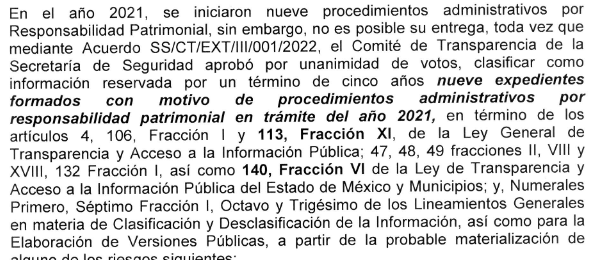 En el año 2021, se iniciaron nueve procedimientos administrativos por
Responsabilidad Patrimonial, sin embargo, no es posible su entrega, toda vez que
mediante Acuerdo SS/CT/EXT/III/001/2022, el Comité de Transparencia de la
Secretaría de Seguridad aprobó por unanimidad de votos, clasificar como
información reservada por un término de cinco años nueve expedientes
formados con motivo de procedimientos administrativos por
responsabilidad patrimonial en trámite del año 2021, en término de los
artículos 4, 106, Fracción I y 113, Fracción XI, de la Ley General de
Transparencia y Acceso a la Información Pública; 47, 48, 49 fracciones II, VIII y
XVIII, 132 Fracción I, así como 140, Fracción VI de la Ley de Transparencia y
Acceso a la Información Pública del Estado de México y Municipios; y, Numerales
Primero, Séptimo Fracción I, Octavo y Trigésimo de los Lineamientos Generales
en materia de Clasificación y Desclasificación de la Información, así como para la
Elaboración de Versiones Públicas, a partir de la probable materialización de
alguno de los riesgos siguientes: